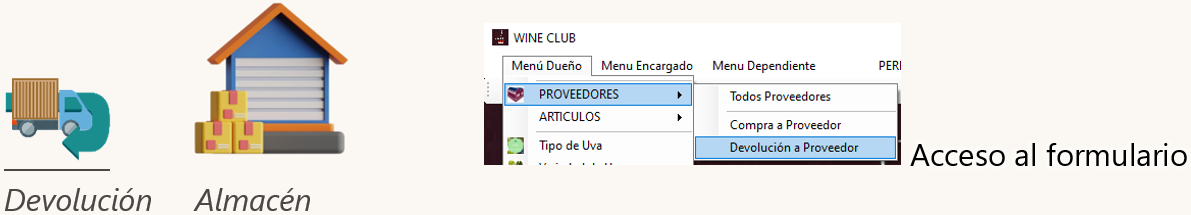 WINE CLUB
Menú Dueño Menu Encargado Menu Dependiente
PROVEEDORES
Todos Proveedores
ARTICULOS
Compra a Proveedor
Tipo de Uva
Devolución a Proveedor
Acceso al formulario
Devolución Almacén